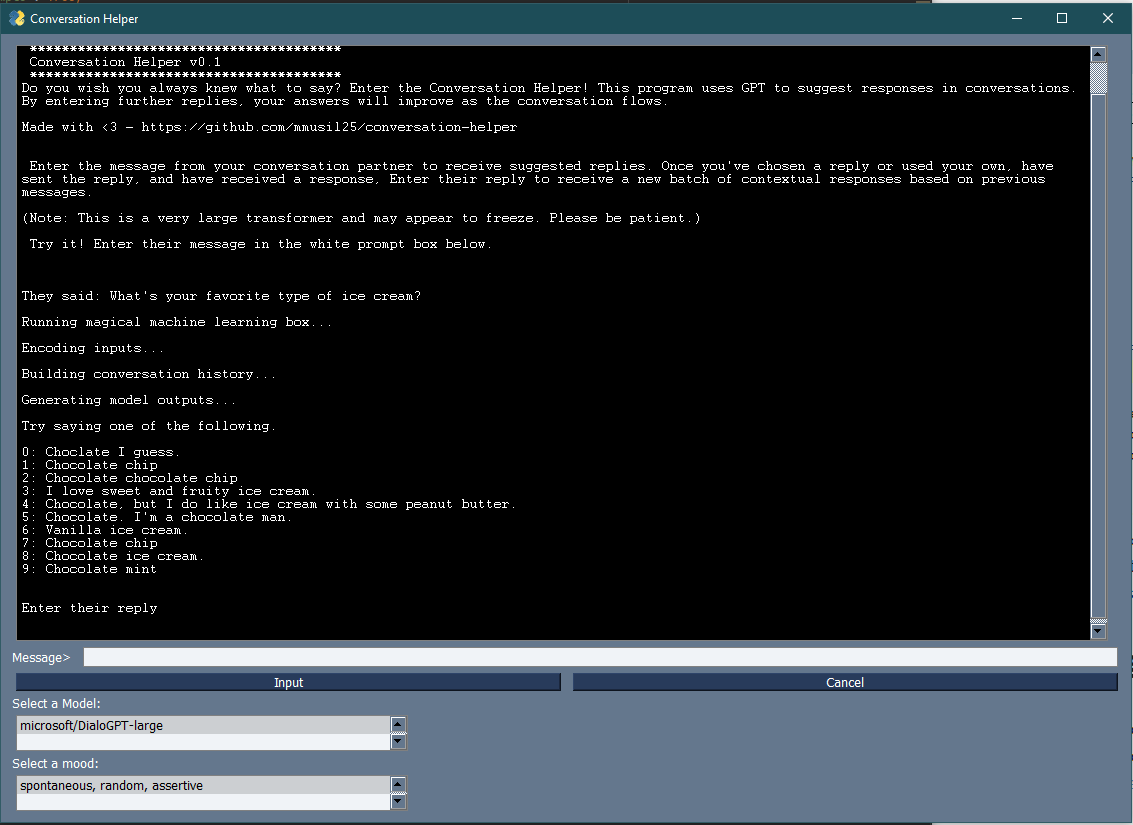 Conversation Helper
****************************************
Conversation Helper v0.1
****************************************
Do you wish you always knew what to say? Enter the Conversation Helper! This program uses GPT to suggest responses in conversations.
By entering further replies, your answers will improve as the conversation flows.
Made with <3 - https://github.com/mmusil25/conversation-helper
Enter the message from your conversation partner to receive suggested replies. Once you've chosen a reply or used your own, have
sent the reply, and have received a response, Enter their reply to receive a new batch of contextual responses based on previous
messages.
(Note: This is a very large transformer and may appear to freeze. Please be patient.)
Try it! Enter their message in the white prompt box below.
They said: What's your favorite type of ice cream?
Running magical machine learning box...
Encoding inputs...
Building conversation history...
Generating model outputs...
Try saying one of the following.
0: Choclate I guess.
1: Chocolate chip
2: Chocolate chocolate chip
3: I love sweet and fruity ice cream.
4: Chocolate, but I do like ice cream with some peanut butter.
5: Chocolate. I'm a chocolate man.
6: Vanilla ice cream.
7: Chocolate chip
8: Chocolate ice cream.
9: Chocolate mint
Enter their reply
Message>
Input Cancel
Select a Model:
microsoft/DialoGPT-large
Select a mood:
spontaneous, random, assertive